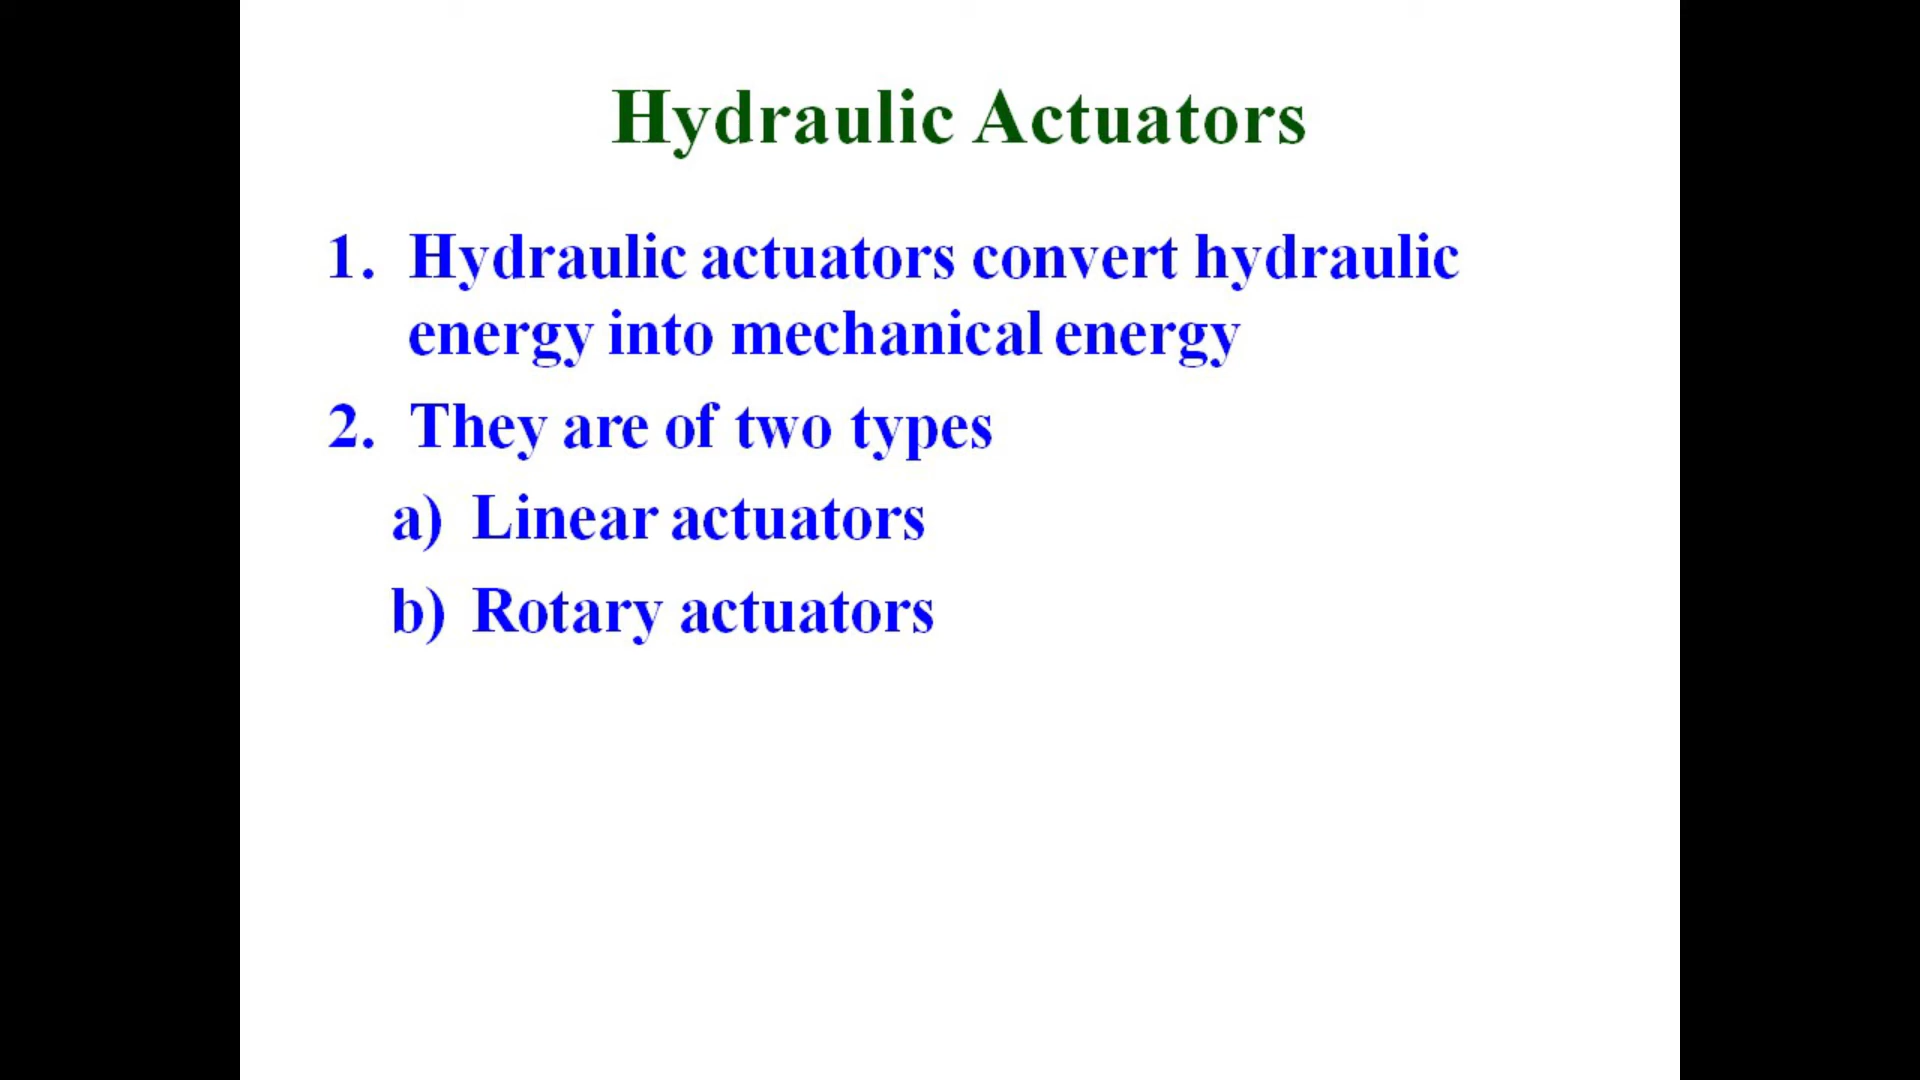 Hydraulic Actuators
1. Hydraulic actuators convert hydraulic
energy into mechanical energy
2. They are of two types
a) Linear actuators
b) Rotary actuators